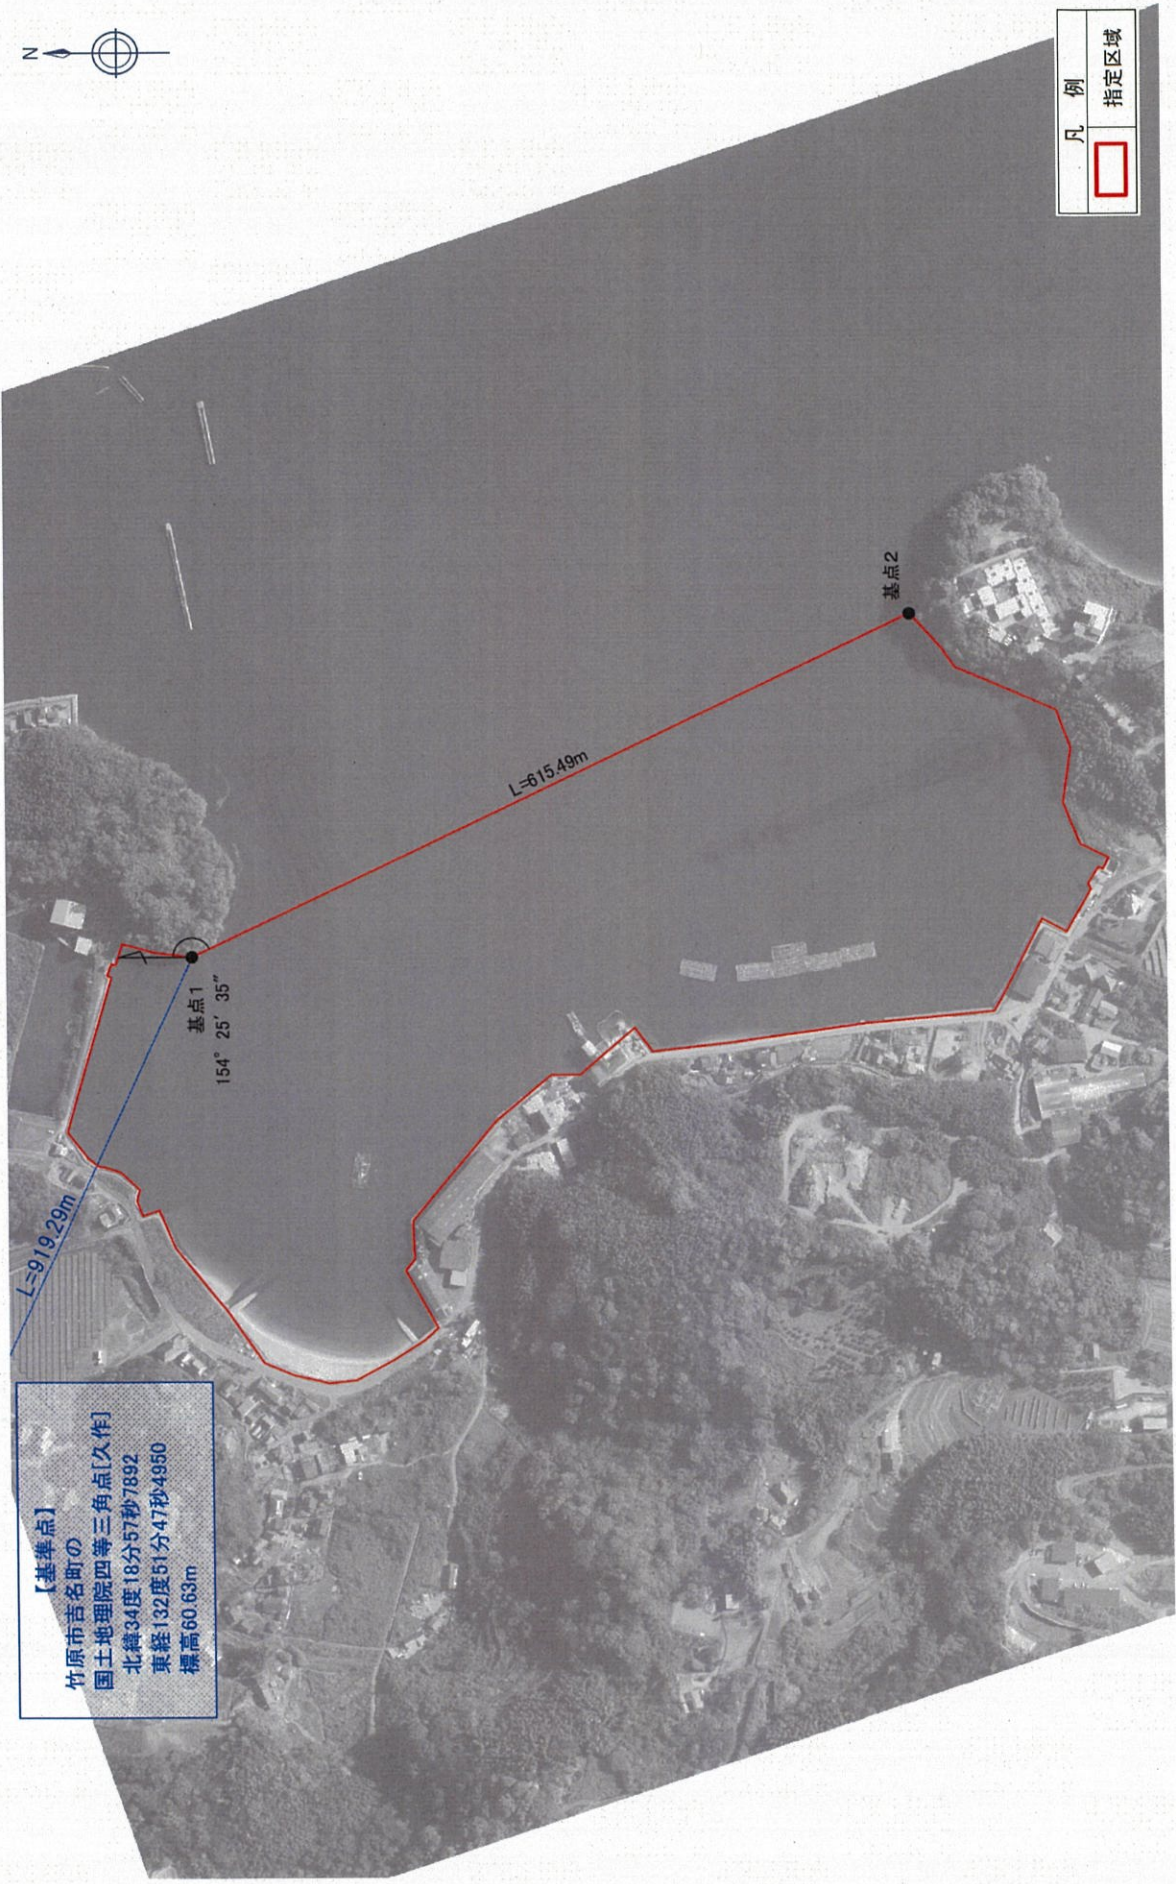 【基準点】
竹原市吉名町の
国土地理院四等三角点[久作]
北緯34度18分57秒7892
東経132度51分47秒4950
標高60.63m
L=919.29m
基点1
154° 25′ 35″
L=615.49m
基点2
N
凡 例
指定区域